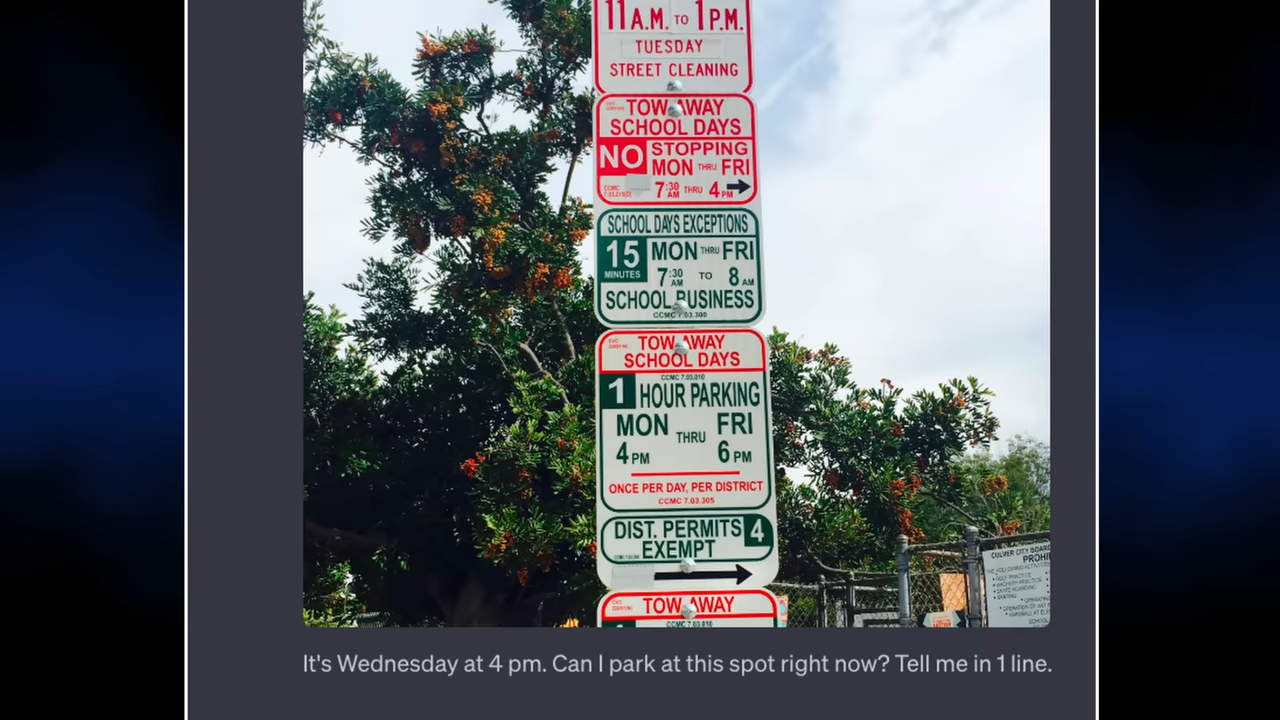 11 A.M. TO 1 P.M.
TUESDAY
STREET CLEANING
TOW AWAY
SCHOOL DAYS
NO STOPPING
MON THRU FRI
7:30 AM THRU 4 PM
SCHOOL DAYS EXCEPTIONS
15 MINUTES
MON THRU FRI
7:30 AM TO 8 AM
SCHOOL BUSINESS
CCMC 7.03.300
TOW AWAY
SCHOOL DAYS
CCMC 7.03.010
1 HOUR PARKING
MON THRU FRI
4 PM 6 PM
ONCE PER DAY, PER DISTRICT
CCMC 7.03.305
DIST. PERMITS 4
EXEMPT
TOW AWAY
CCMC 7.03.010
CULVER CITY BOARD
PROHI
It's Wednesday at 4 pm. Can I park at this spot right now? Tell me in 1 line.